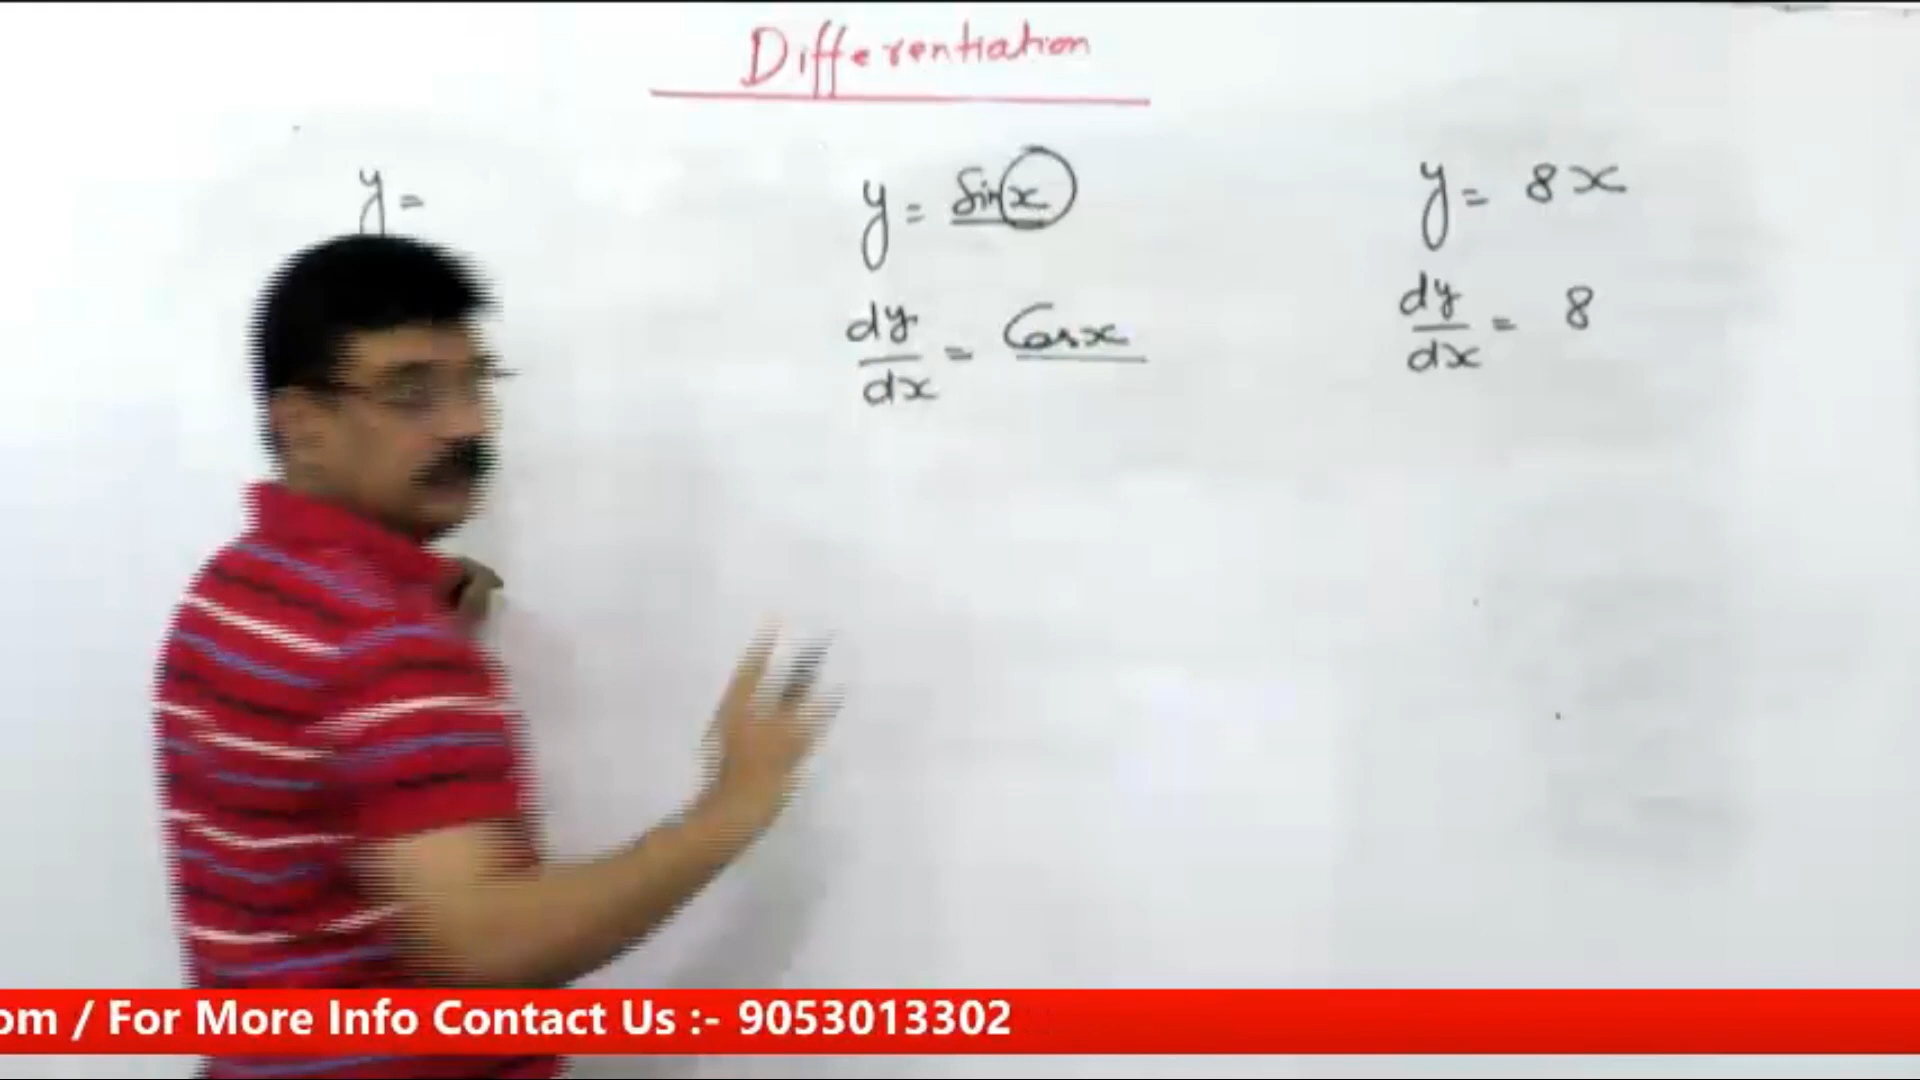 Differentiation
y =
y = sin x
dy/dx = Cos x
y = 8x
dy/dx = 8
om / For More Info Contact Us :- 9053013302